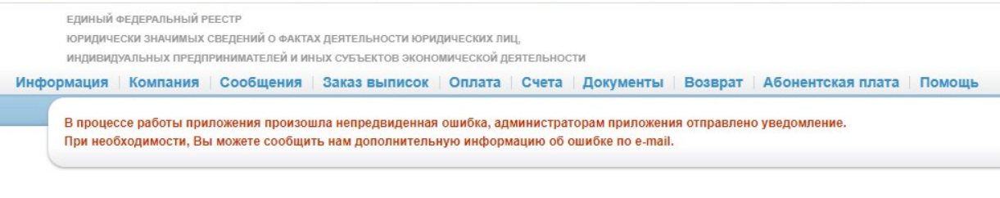 ЕДИНЫЙ ФЕДЕРАЛЬНЫЙ РЕЕСТР
ЮРИДИЧЕСКИ ЗНАЧИМЫХ СВЕДЕНИЙ О ФАКТАХ ДЕЯТЕЛЬНОСТИ ЮРИДИЧЕСКИХ ЛИЦ,
ИНДИВИДУАЛЬНЫХ ПРЕДПРИНИМАТЕЛЕЙ И ИНЫХ СУБЪЕКТОВ ЭКОНОМИЧЕСКОЙ ДЕЯТЕЛЬНОСТИ
Информация Компания Сообщения Заказ выписок Оплата Счета Документы Возврат Абонентская плата Помощь
В процессе работы приложения произошла непредвиденная ошибка, администраторам приложения отправлено уведомление.
При необходимости, Вы можете сообщить нам дополнительную информацию об ошибке по e-mail.